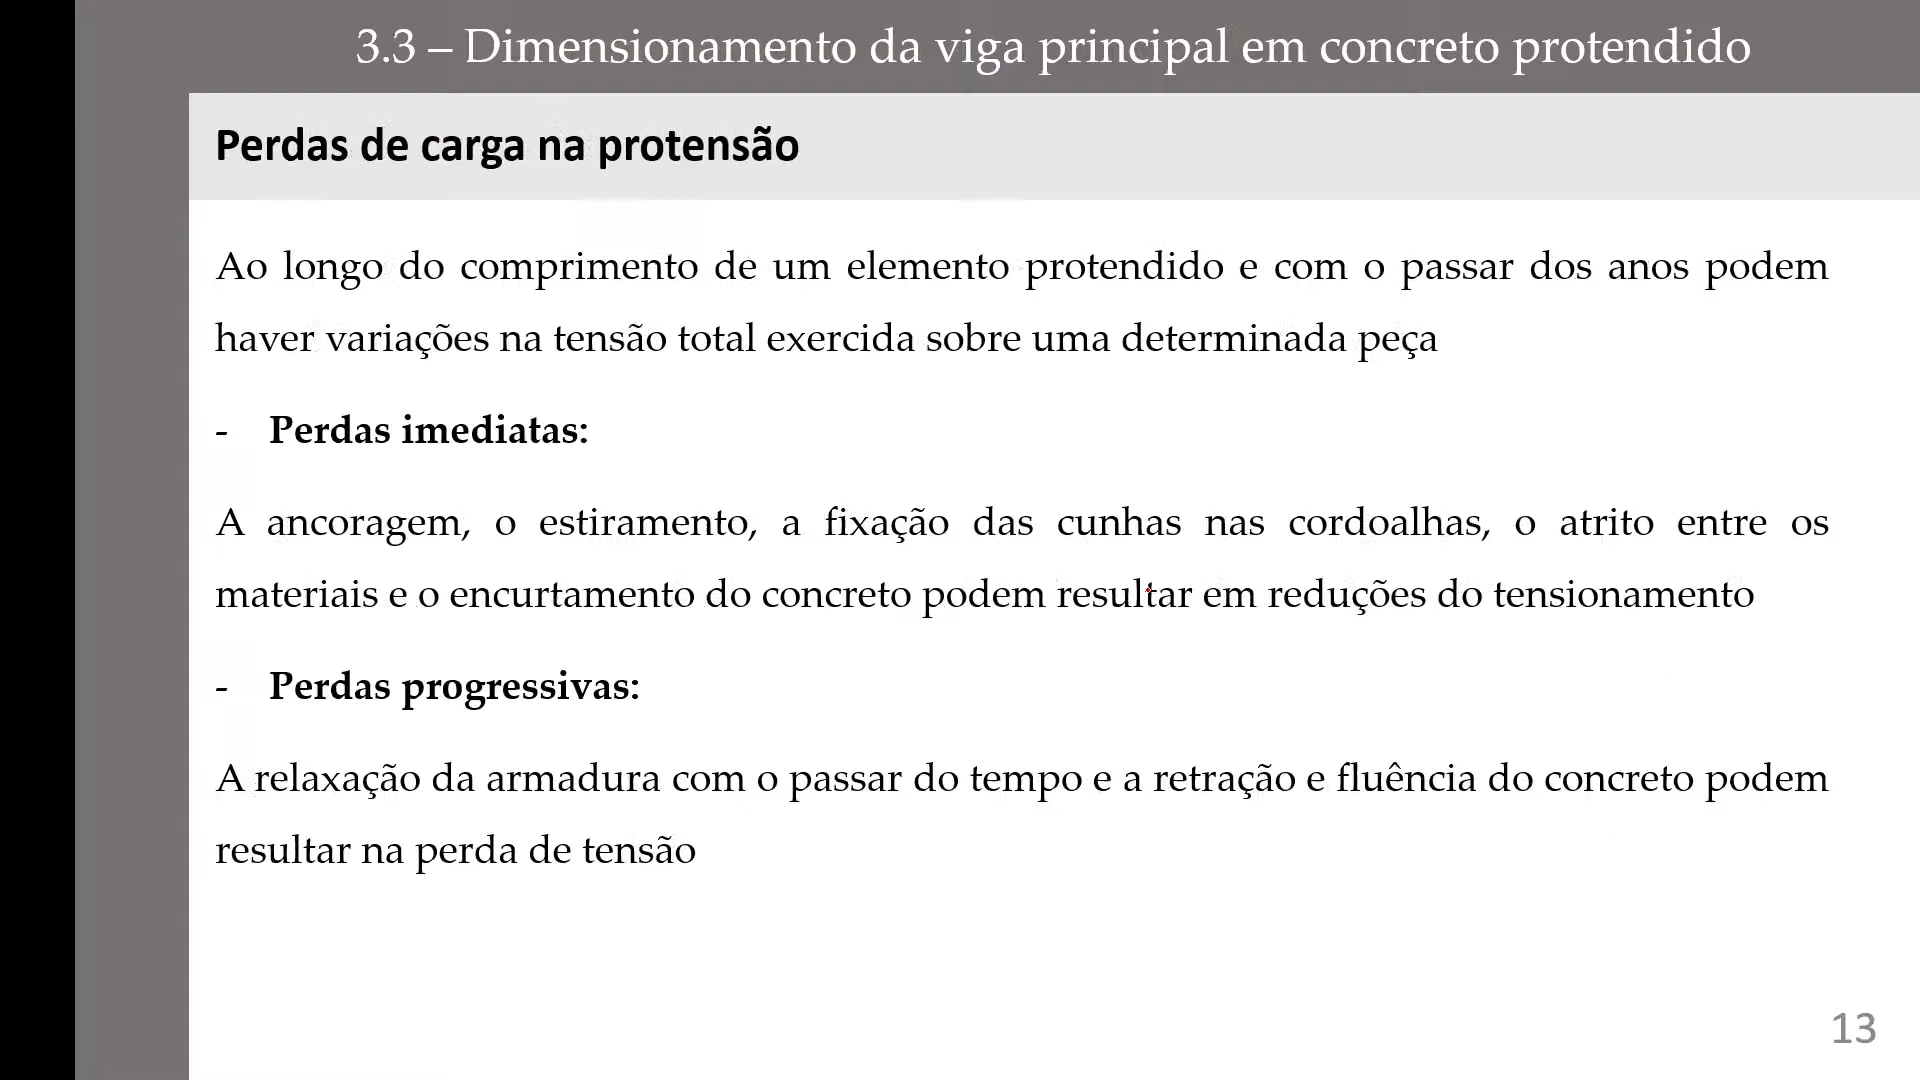 3.3 – Dimensionamento da viga principal em concreto protendido
Perdas de carga na protensão
Ao longo do comprimento de um elemento protendido e com o passar dos anos podem
haver variações na tensão total exercida sobre uma determinada peça
- Perdas imediatas:
A ancoragem, o estiramento, a fixação das cunhas nas cordoalhas, o atrito entre os
materiais e o encurtamento do concreto podem resultar em reduções do tensionamento
- Perdas progressivas:
A relaxação da armadura com o passar do tempo e a retração e fluência do concreto podem
resultar na perda de tensão
13